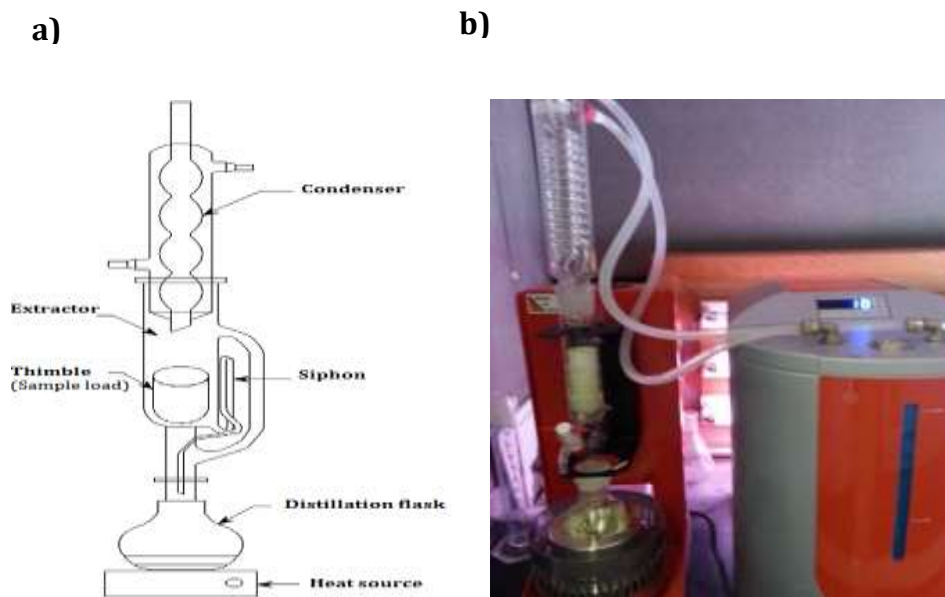 a)
b)
Condenser
Extractor
Thimble
(Sample load)
Siphon
Distillation flask
Heat source